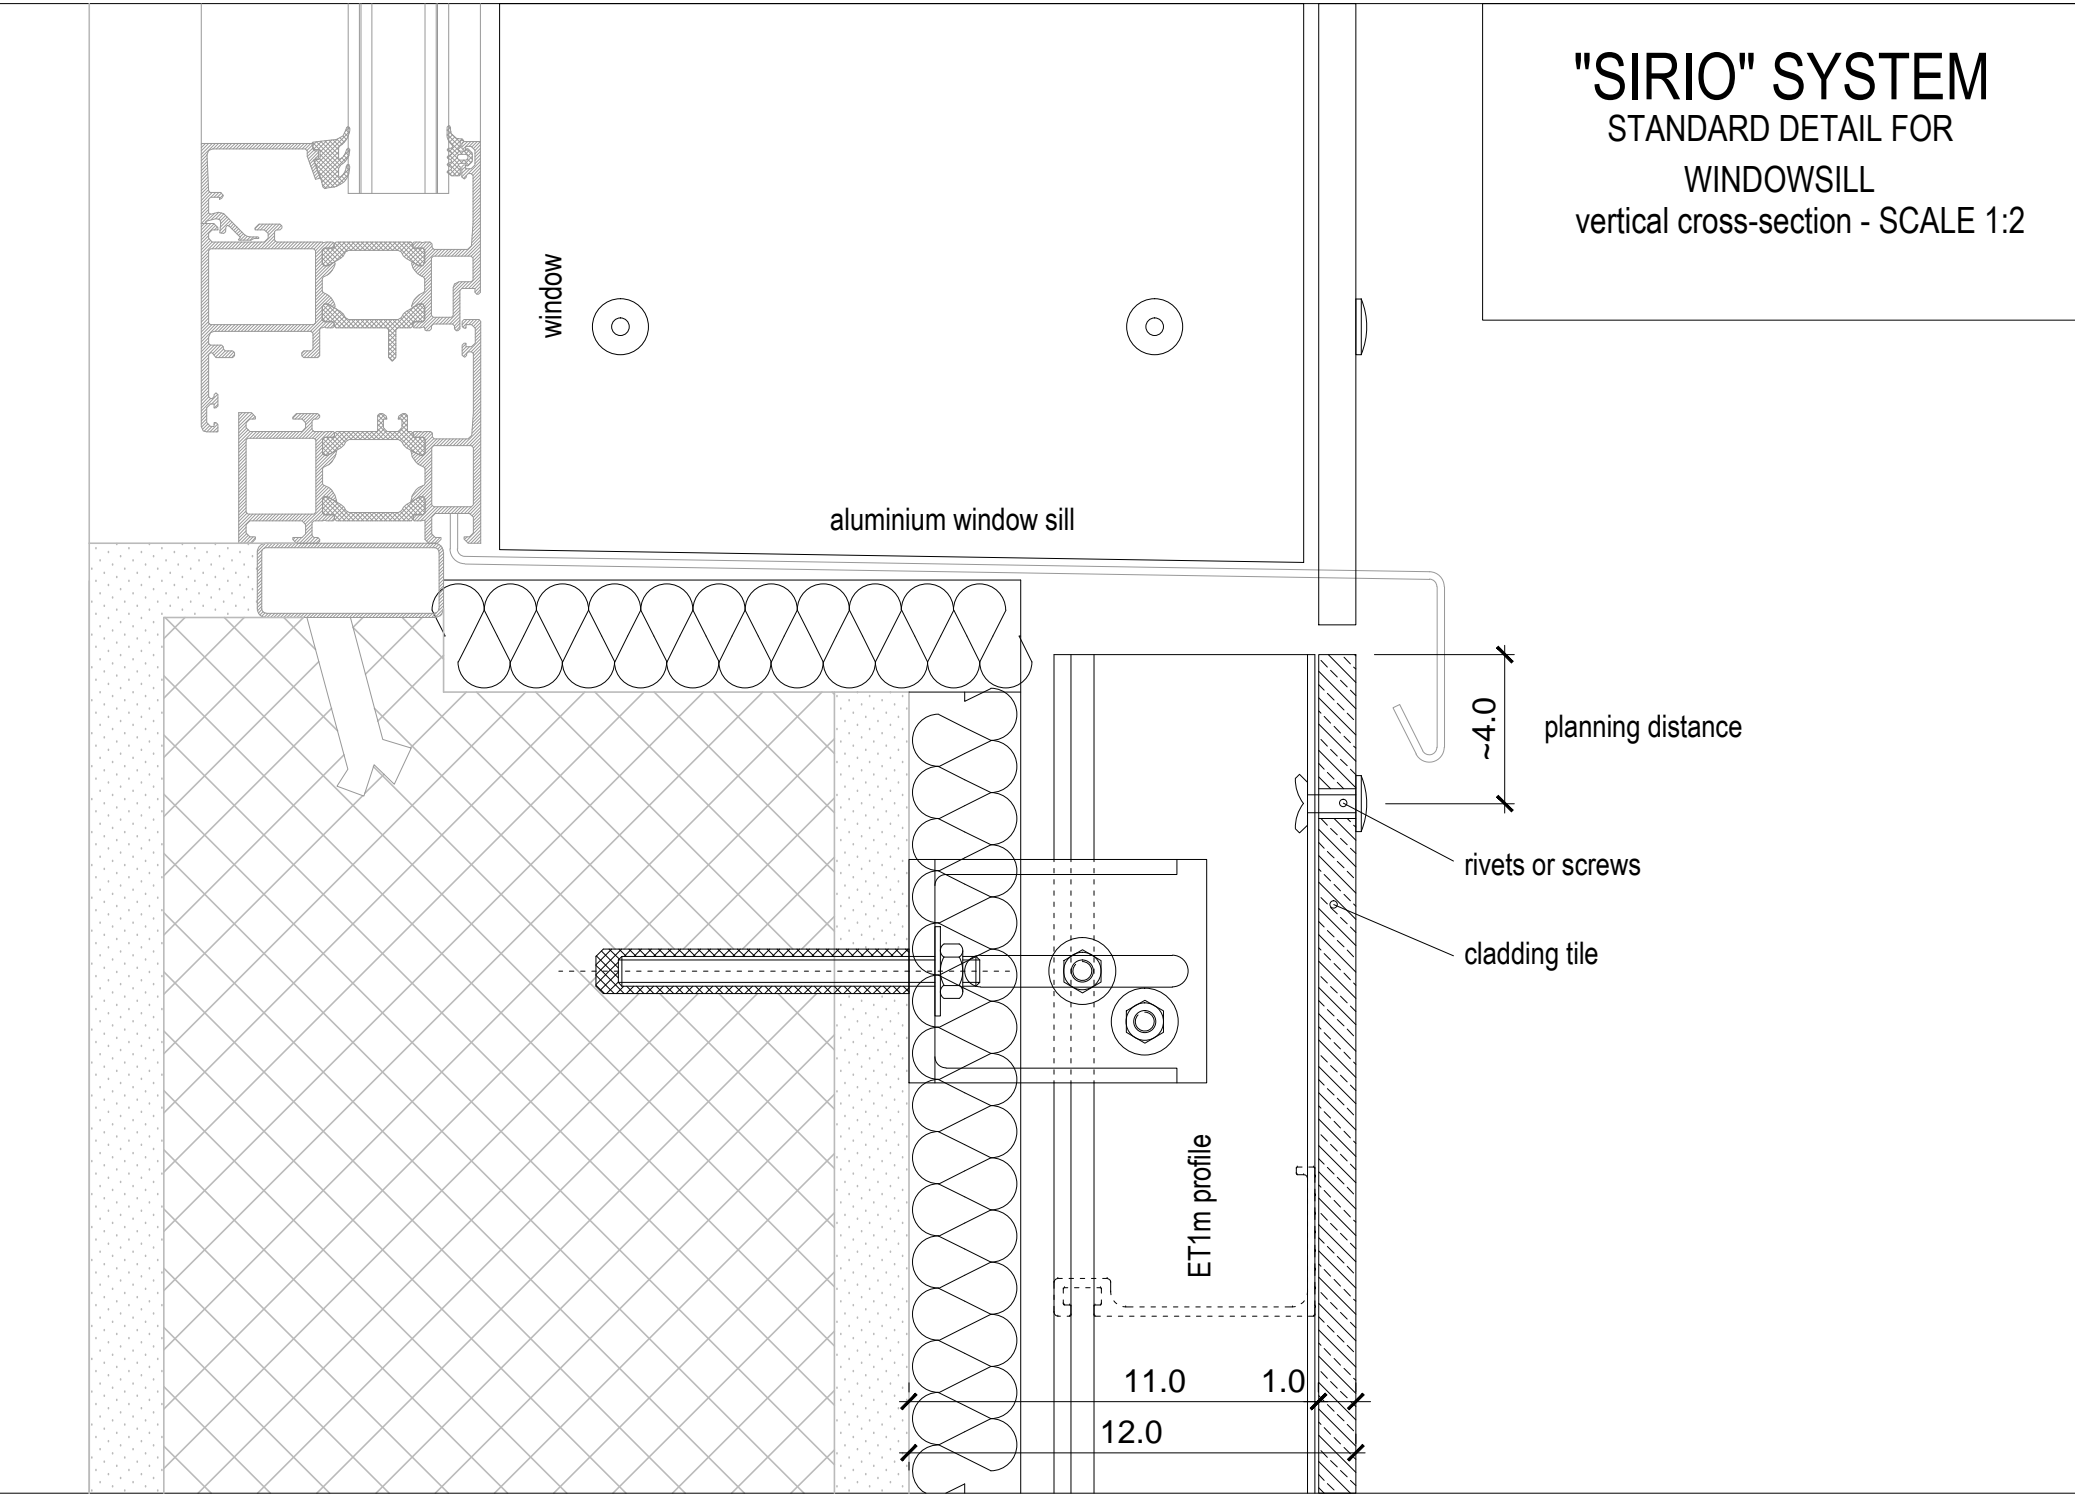 "SIRIO" SYSTEM
STANDARD DETAIL FOR
WINDOWSILL
vertical cross-section - SCALE 1:2
window
aluminium window sill
~4.0
planning distance
rivets or screws
cladding tile
ET1m profile
11.0
1.0
12.0